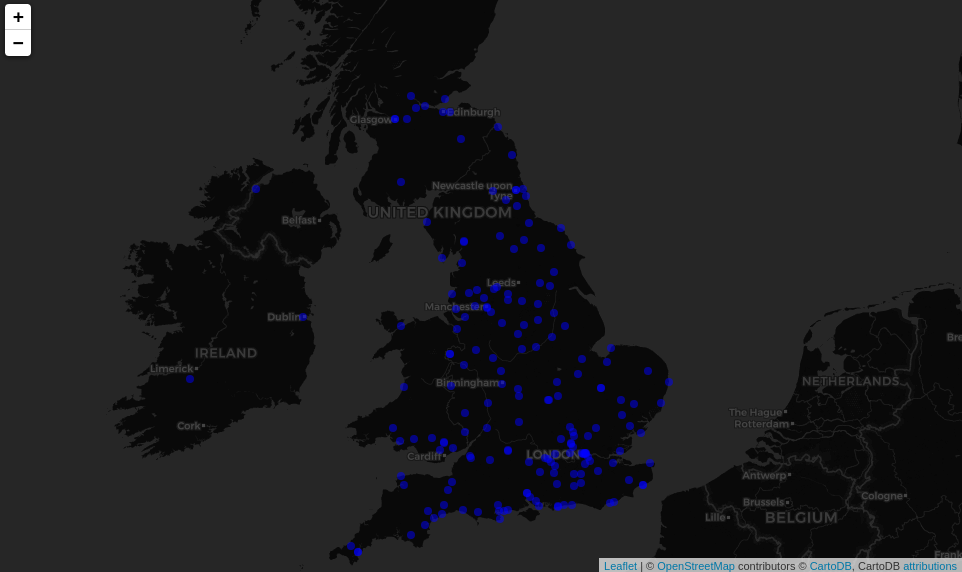 +
−
Glasgow
Edinburgh
Newcastle upon
Tyne
UNITED KINGDOM
Belfast
Leeds
Manchester
Dublin
IRELAND
Limerick
Birmingham
NETHERLANDS
The Hague
Rotterdam
Cork
Cardiff
LONDON
Antwerp
Brussels
Cologne
Lille
BELGIUM
Bre
Frank
Leaflet | © OpenStreetMap contributors © CartoDB, CartoDB attributions